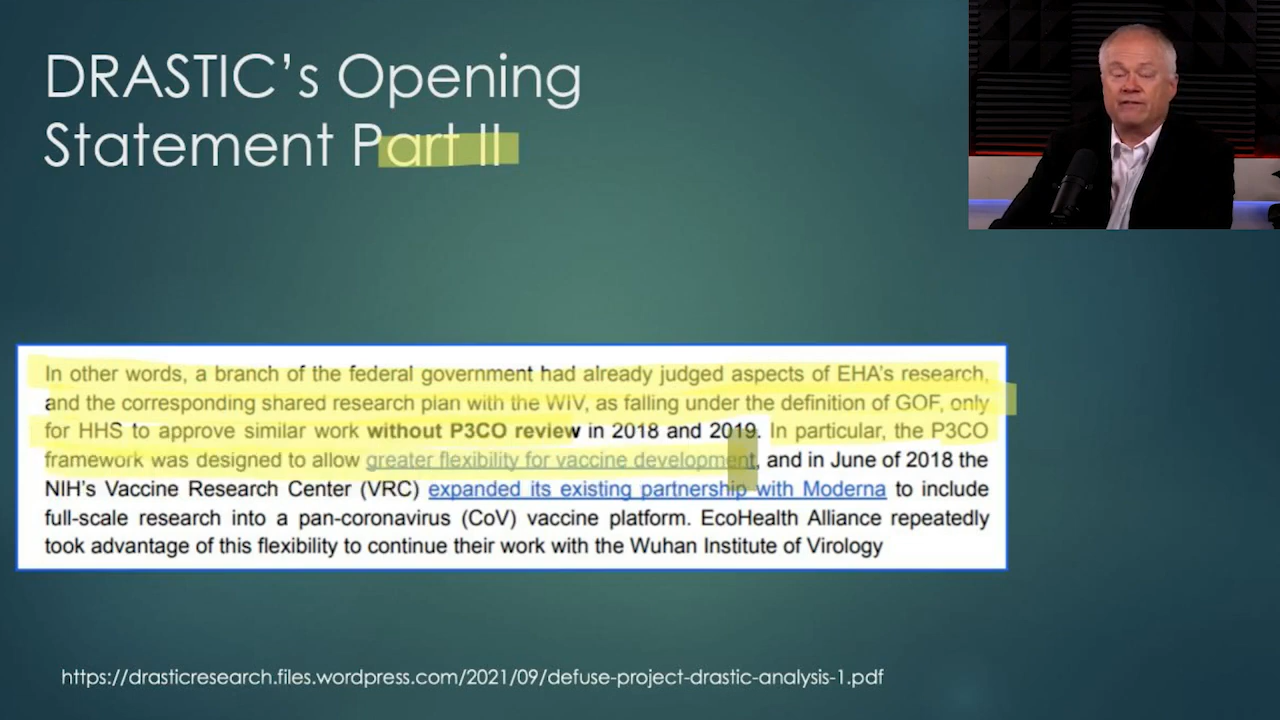 DRASTIC’s Opening
Statement Part II
In other words, a branch of the federal government had already judged aspects of EHA's research,
and the corresponding shared research plan with the WIV, as falling under the definition of GOF, only
for HHS to approve similar work without P3CO review in 2018 and 2019. In particular, the P3CO
framework was designed to allow greater flexibility for vaccine development, and in June of 2018 the
NIH's Vaccine Research Center (VRC) expanded its existing partnership with Moderna to include
full-scale research into a pan-coronavirus (CoV) vaccine platform. EcoHealth Alliance repeatedly
took advantage of this flexibility to continue their work with the Wuhan Institute of Virology
https://drasticresearch.files.wordpress.com/2021/09/defuse-project-drastic-analysis-1.pdf